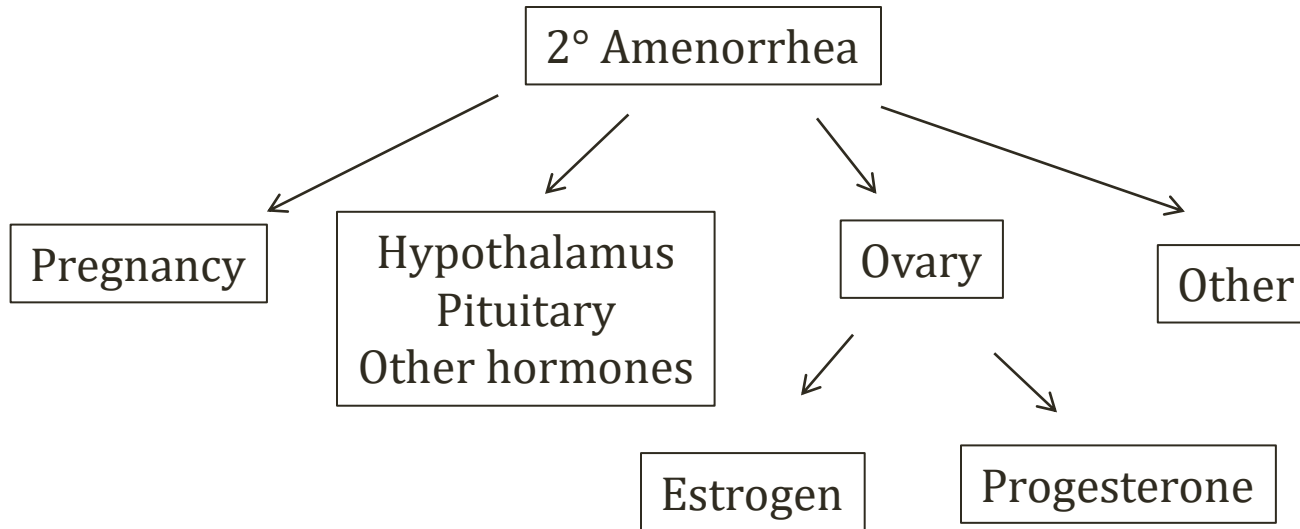 2° Amenorrhea
Pregnancy
Hypothalamus
Pituitary
Other hormones
Ovary
Other
Estrogen
Progesterone